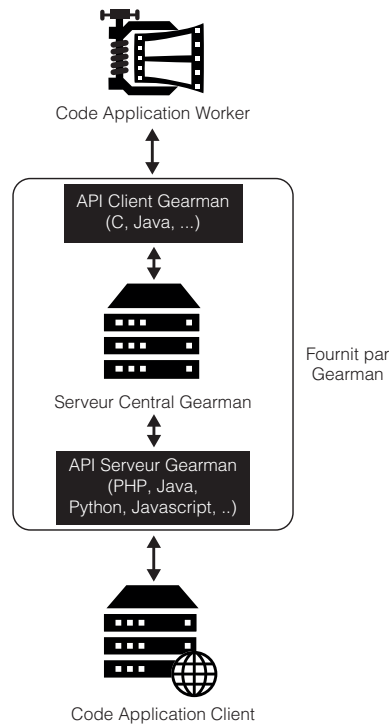 Code Application Worker
API Client Gearman
(C, Java, ...)
Fournit par
Gearman
Serveur Central Gearman
API Serveur Gearman
(PHP, Java,
Python, Javascript, ..)
Code Application Client